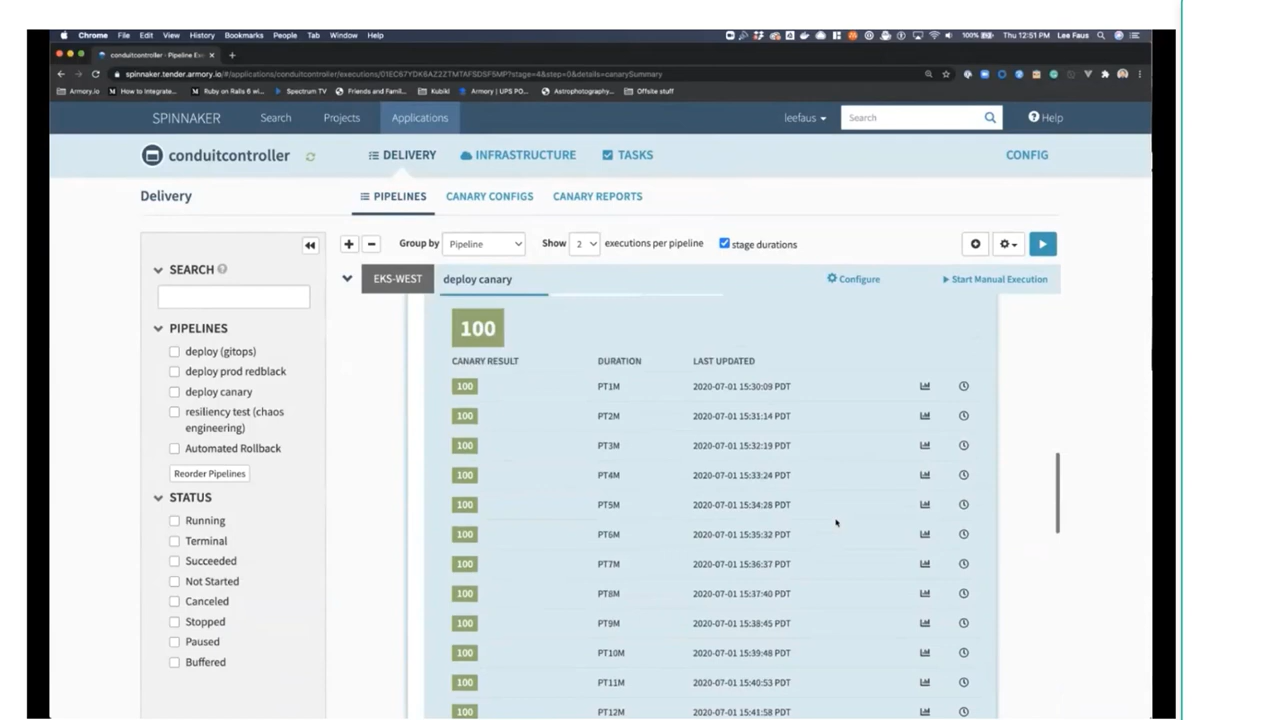 Chrome File Edit View History Bookmarks People Tab Window Help 100% Thu 12:51 PM Lee Faus
conduitcontroller - Pipeline Ex
spinnaker.tender.armory.io/#/applications/conduitcontroller/executions/01EC67YDK6AZ2ZTMTAFSDSF5MP?stage=4&step=0&details=canarySummary
Armory.io How to Integrate... Ruby on Rails 6 wi... Spectrum TV Friends and Famil... Kubikl Armory | UPS PO... Astrophotography... Offsite stuff
SPINNAKER Search Projects Applications leefaus Search Help
conduitcontroller DELIVERY INFRASTRUCTURE TASKS CONFIG
Delivery PIPELINES CANARY CONFIGS CANARY REPORTS
Group by Pipeline Show 2 executions per pipeline stage durations
EKS-WEST deploy canary Configure Start Manual Execution
SEARCH
PIPELINES
deploy (gitops)
deploy prod redblack
deploy canary
resiliency test (chaos
engineering)
Automated Rollback
Reorder Pipelines
STATUS
Running
Terminal
Succeeded
Not Started
Canceled
Stopped
Paused
Buffered
100
CANARY RESULT DURATION LAST UPDATED
100 PT1M 2020-07-01 15:30:09 PDT
100 PT2M 2020-07-01 15:31:14 PDT
100 PT3M 2020-07-01 15:32:19 PDT
100 PT4M 2020-07-01 15:33:24 PDT
100 PT5M 2020-07-01 15:34:28 PDT
100 PT6M 2020-07-01 15:35:32 PDT
100 PT7M 2020-07-01 15:36:37 PDT
100 PT8M 2020-07-01 15:37:40 PDT
100 PT9M 2020-07-01 15:38:45 PDT
100 PT10M 2020-07-01 15:39:48 PDT
100 PT11M 2020-07-01 15:40:53 PDT
100 PT12M 2020-07-01 15:41:58 PDT